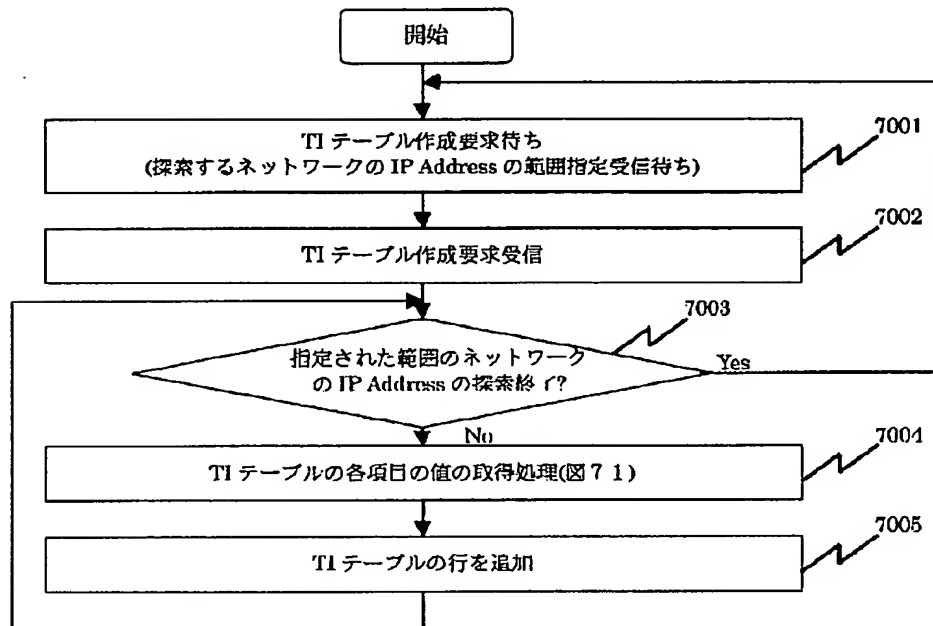 開始
7001
TI テーブル作成要求待ち
(探索するネットワークの IP Address の範囲指定受信待ち)
7002
TI テーブル作成要求受信
7003
指定された範囲のネットワーク
の IP Address の探索終了?
Yes
No
7004
TI テーブルの各項目の値の取得処理(図71)
7005
TI テーブルの行を追加